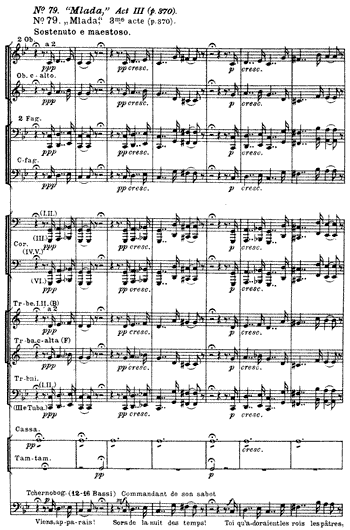 No 79. "Mlada," Act III (p. 370).
No 79. „Mlada," 3me acte (p. 370).
Sostenuto e maestoso.
2 Ob. a 2
ppp pp cresc. p cresc.
Ob. c-alto.
ppp pp cresc. p cresc.
2 Fag.
ppp pp cresc. p cresc.
C-fag.
ppp pp cresc. p cresc.
(I.II.)
(III.)
ppp pp cresc. p cresc.
Cor.
(IV.V.)
(VI.)
ppp pp cresc. p cresc.
Tr-be. I.II. (B)
a 2
ppp pp cresc. p cresc.
Tr-ba.c-alta (F)
ppp pp cresc. p cresc.
Tr-bni.
(I.II.)
(III e Tuba.) ppp pp cresc. p cresc.
Cassa.
pp p cresc.
Tam-tam.
pp p
Tchernobog. (12-16 Bassi) Commandant de son sabot
p
Viens, ap-pa-rais! Sors de la nuit des temps! Toi qu'a-doraient les rois les pâtres,